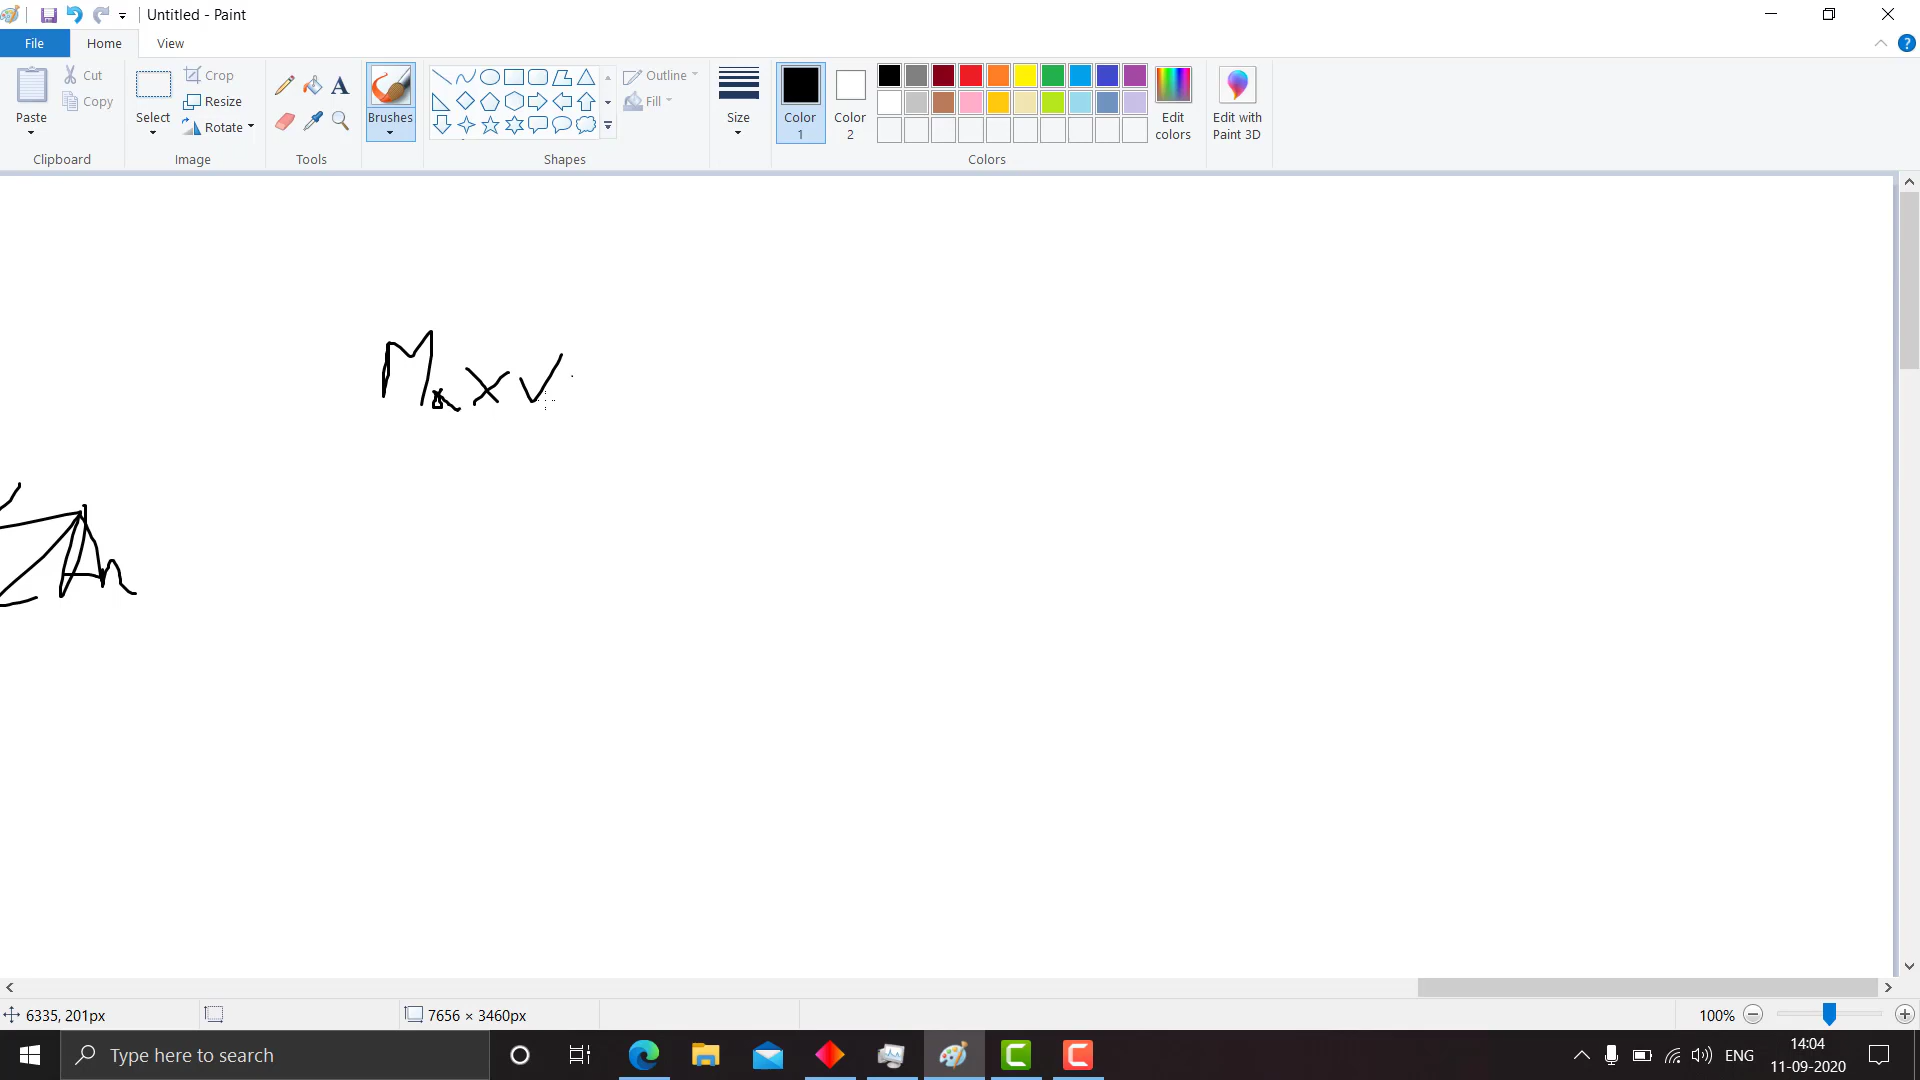 Untitled - Paint
File Home View
Paste
Cut
Copy
Clipboard
Select
Crop
Resize
Rotate
Image
Tools
Brushes
Shapes
Outline
Fill
Size
Color 1
Color 2
Colors
Edit colors
Edit with Paint 3D
M x v
An
6335, 201px
7656 × 3460px
100%
Type here to search
ENG
14:04
11-09-2020